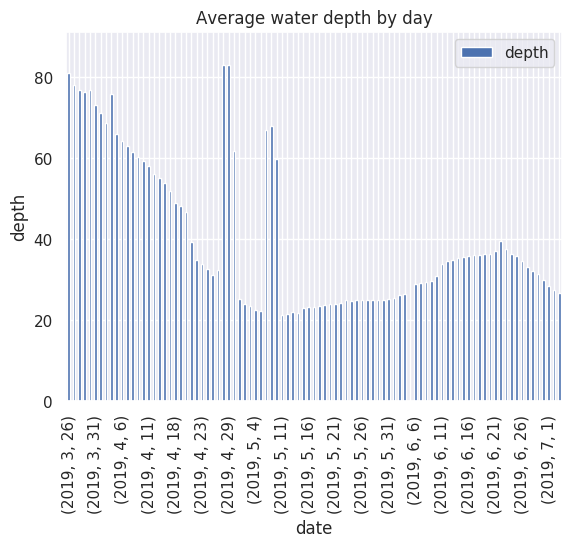 Average water depth by day
depth
80
60
40
20
0
depth
(2019, 3, 26)
(2019, 3, 31)
(2019, 4, 6)
(2019, 4, 11)
(2019, 4, 18)
(2019, 4, 23)
(2019, 4, 29)
(2019, 5, 4)
(2019, 5, 11)
(2019, 5, 16)
(2019, 5, 21)
(2019, 5, 26)
(2019, 5, 31)
(2019, 6, 6)
(2019, 6, 11)
(2019, 6, 16)
(2019, 6, 21)
(2019, 6, 26)
(2019, 7, 1)
date